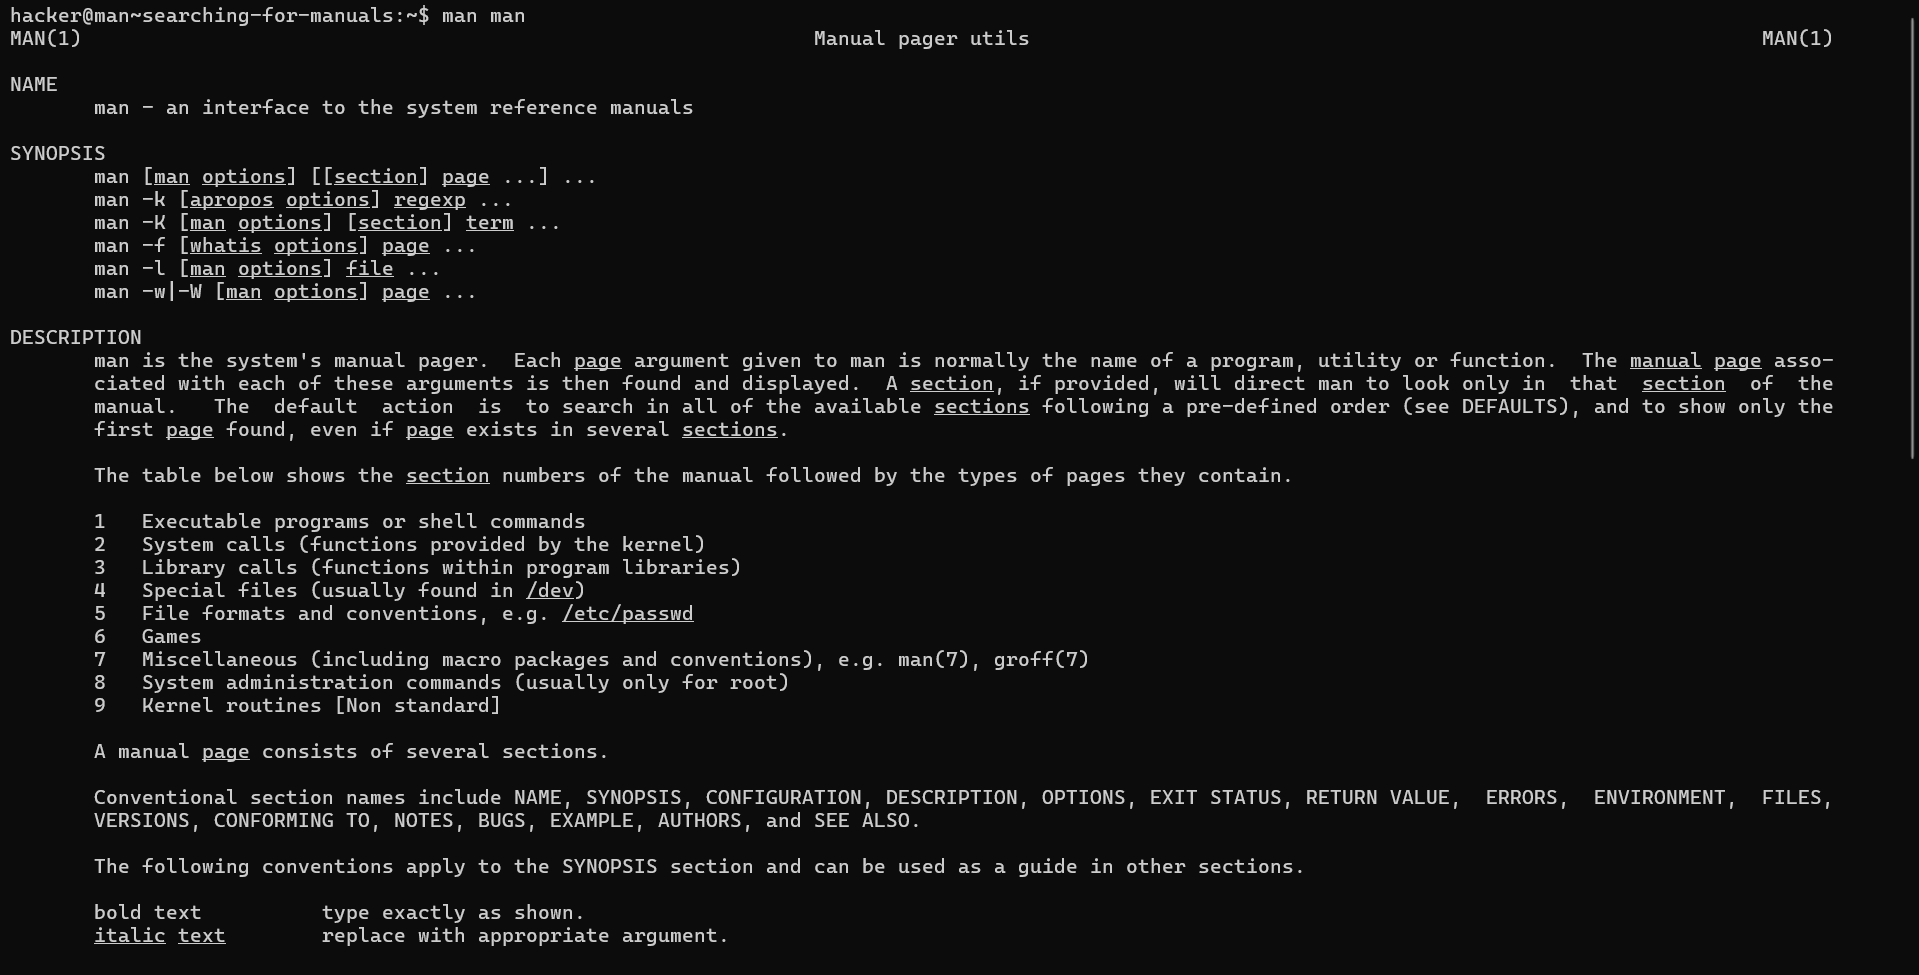 hacker@man~searching-for-manuals:~$ man man
MAN(1) Manual pager utils MAN(1)
NAME
man - an interface to the system reference manuals
SYNOPSIS
man [man options] [[section] page ...] ...
man -k [apropos options] regexp ...
man -K [man options] [section] term ...
man -f [whatis options] page ...
man -l [man options] file ...
man -w|-W [man options] page ...
DESCRIPTION
man is the system's manual pager. Each page argument given to man is normally the name of a program, utility or function. The manual page asso-
ciated with each of these arguments is then found and displayed. A section, if provided, will direct man to look only in that section of the
manual. The default action is to search in all of the available sections following a pre-defined order (see DEFAULTS), and to show only the
first page found, even if page exists in several sections.
The table below shows the section numbers of the manual followed by the types of pages they contain.
1 Executable programs or shell commands
2 System calls (functions provided by the kernel)
3 Library calls (functions within program libraries)
4 Special files (usually found in /dev)
5 File formats and conventions, e.g. /etc/passwd
6 Games
7 Miscellaneous (including macro packages and conventions), e.g. man(7), groff(7)
8 System administration commands (usually only for root)
9 Kernel routines [Non standard]
A manual page consists of several sections.
Conventional section names include NAME, SYNOPSIS, CONFIGURATION, DESCRIPTION, OPTIONS, EXIT STATUS, RETURN VALUE, ERRORS, ENVIRONMENT, FILES,
VERSIONS, CONFORMING TO, NOTES, BUGS, EXAMPLE, AUTHORS, and SEE ALSO.
The following conventions apply to the SYNOPSIS section and can be used as a guide in other sections.
bold text type exactly as shown.
italic text replace with appropriate argument.